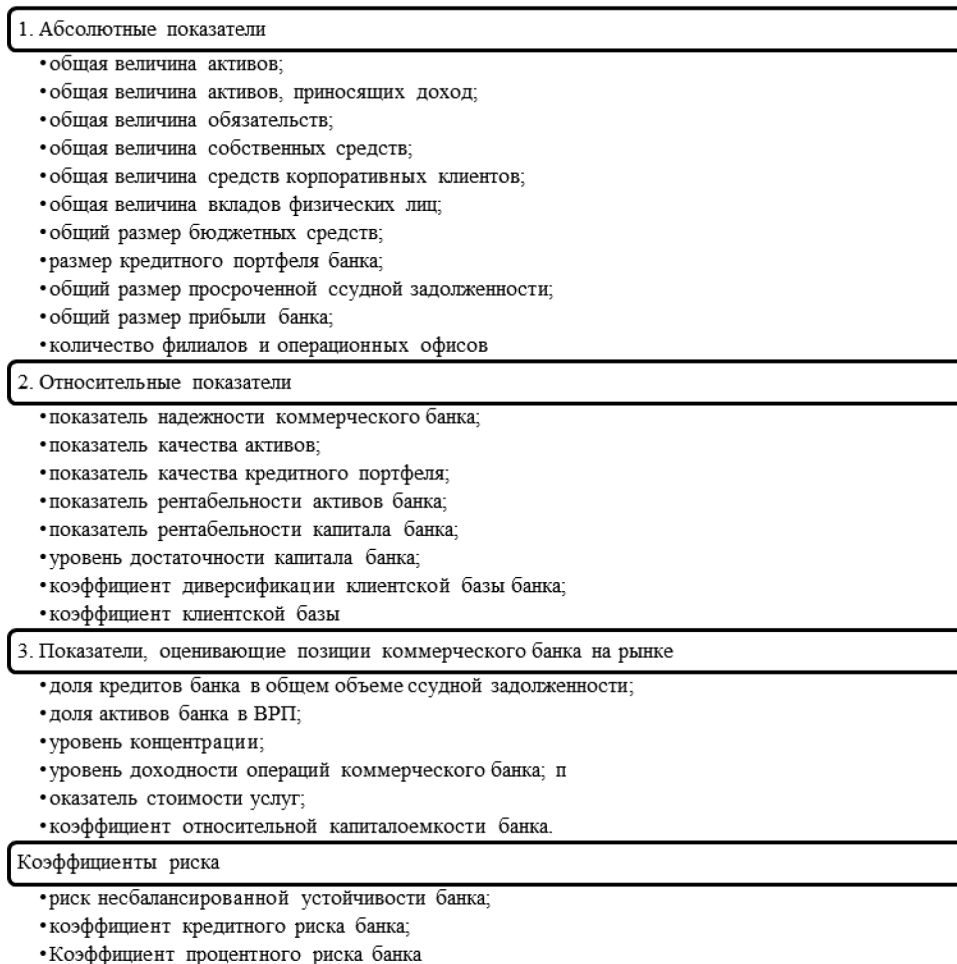 1. Абсолютные показатели
•общая величина активов;
•общая величина активов, приносящих доход;
•общая величина обязательств;
•общая величина собственных средств;
•общая величина средств корпоративных клиентов;
•общая величина вкладов физических лиц;
•общий размер бюджетных средств;
•размер кредитного портфеля банка;
•общий размер просроченной ссудной задолженности;
•общий размер прибыли банка;
•количество филиалов и операционных офисов
2. Относительные показатели
•показатель надежности коммерческого банка;
•показатель качества активов;
•показатель качества кредитного портфеля;
•показатель рентабельности активов банка;
•показатель рентабельности капитала банка;
•уровень достаточности капитала банка;
•коэффициент диверсификации клиентской базы банка;
•коэффициент клиентской базы
3. Показатели, оценивающие позиции коммерческого банка на рынке
•доля кредитов банка в общем объеме ссудной задолженности;
•доля активов банка в ВРП;
•уровень концентрации;
•уровень доходности операций коммерческого банка; п
•оказатель стоимости услуг;
•коэффициент относительной капиталоемкости банка.
Коэффициенты риска
•риск несбалансированной устойчивости банка;
•коэффициент кредитного риска банка;
•Коэффициент процентного риска банка